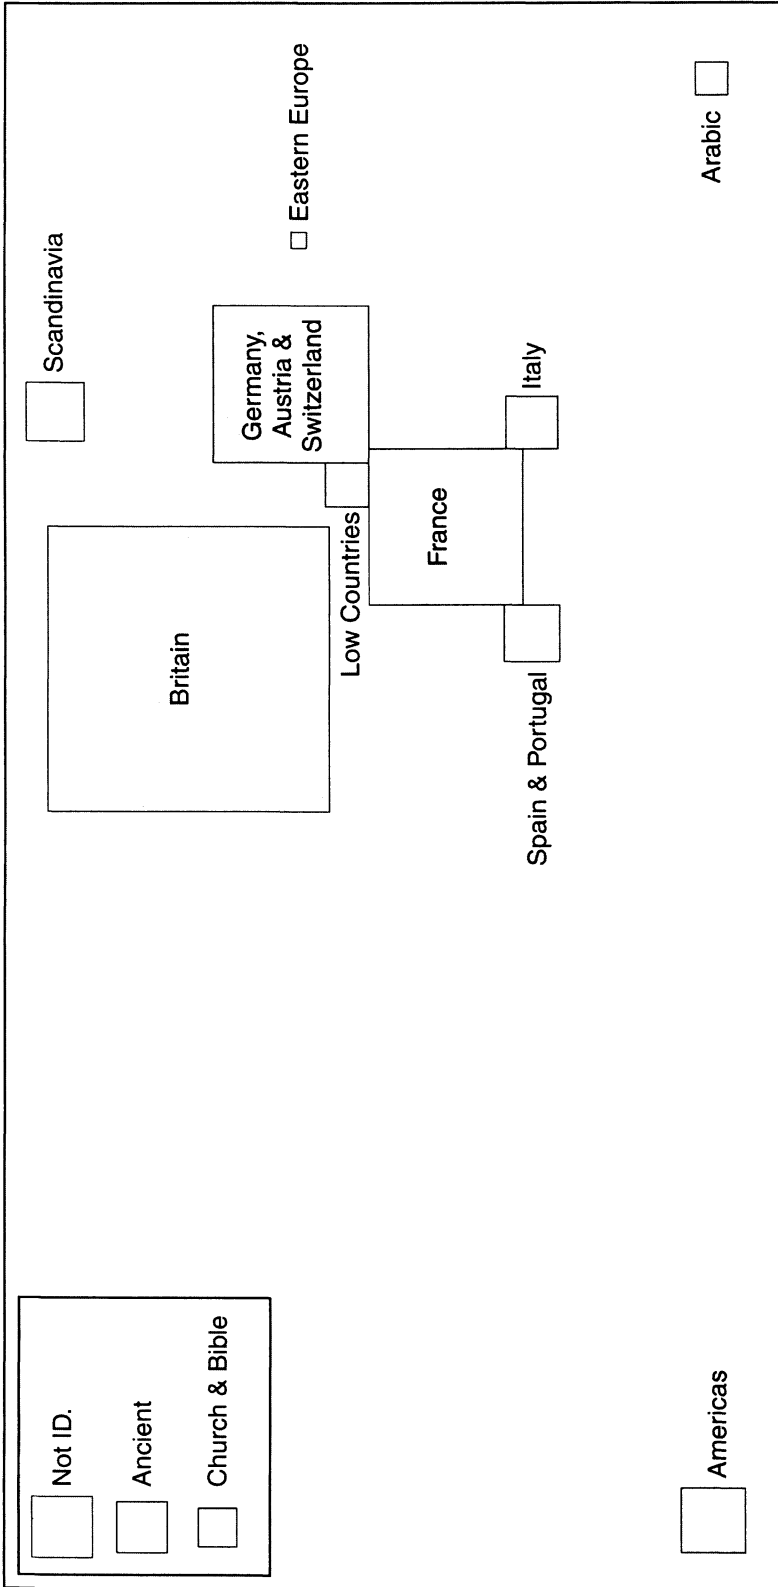 Not ID.
Ancient
Church & Bible
Scandinavia
Britain
Germany,
Austria &
Switzerland
Eastern Europe
Low Countries
France
Spain & Portugal
Italy
Americas
Arabic